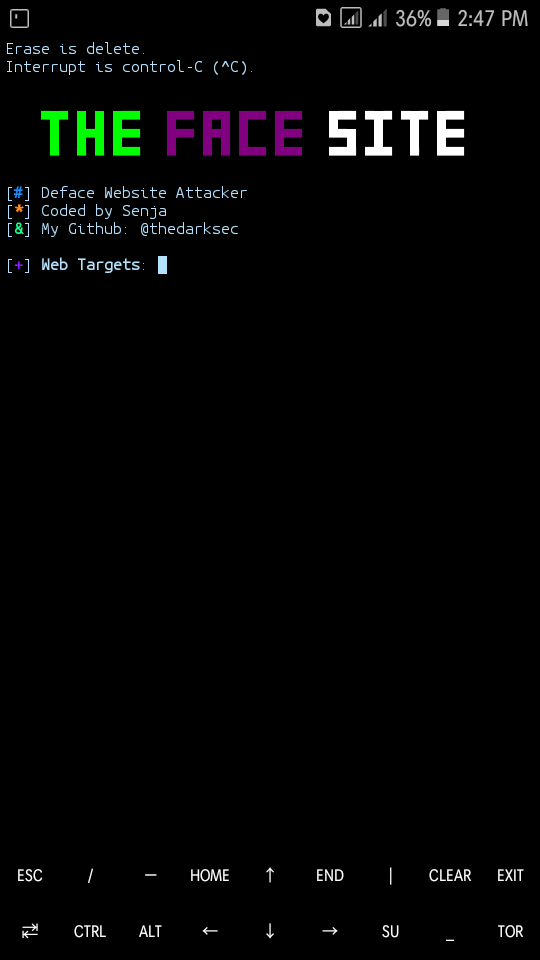 36% 2:47 PM
Erase is delete.
Interrupt is control-C (^C).
THE FACE SITE
[#] Deface Website Attacker
[*] Coded by Senja
[&] My Github: @thedarksec
[+] Web Targets:
ESC / — HOME ↑ END | CLEAR EXIT
⇄ CTRL ALT ← ↓ → SU _ TOR